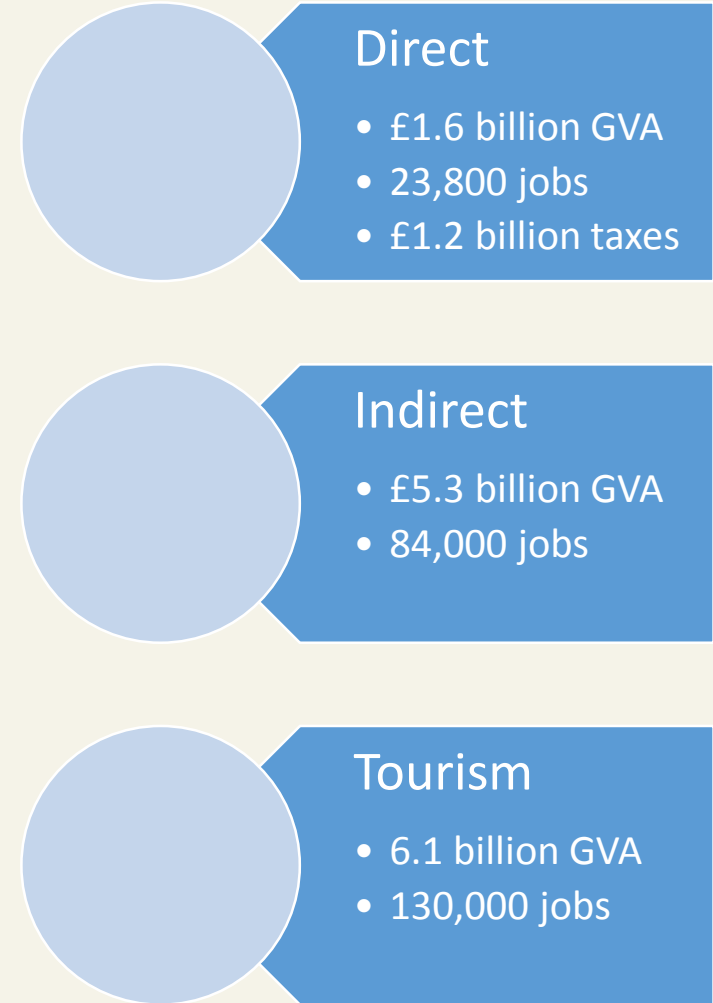 Direct
• £1.6 billion GVA
• 23,800 jobs
• £1.2 billion taxes
Indirect
• £5.3 billion GVA
• 84,000 jobs
Tourism
• 6.1 billion GVA
• 130,000 jobs